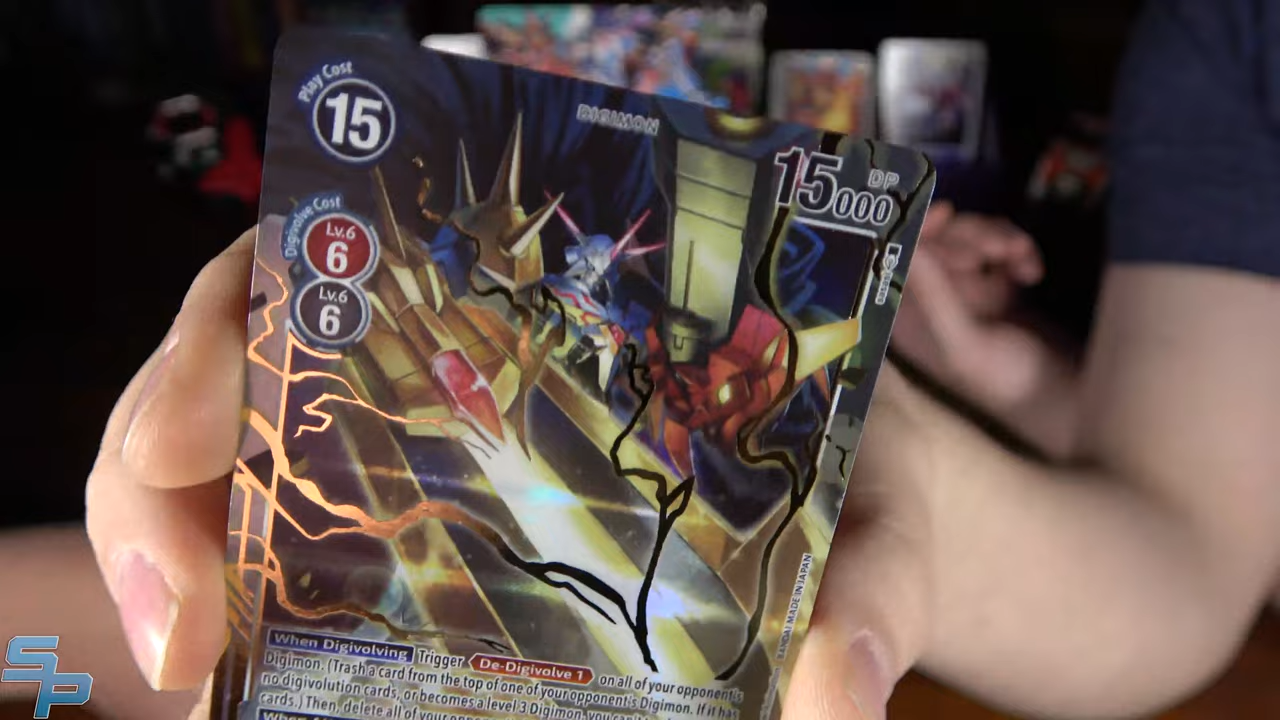 Play Cost
15
DIGIMON
15000 DP
Digivolve Cost
Lv.6
6
Lv.6
6
BANDAI MADE IN JAPAN
When Digivolving Trigger De-Digivolve 1 on all of your opponent's
Digimon. (Trash a card from the top of one of your opponent's Digimon. If it has
no digivolution cards, or becomes a level 3 Digimon, you can't
cards.) Then, delete all of your
SP